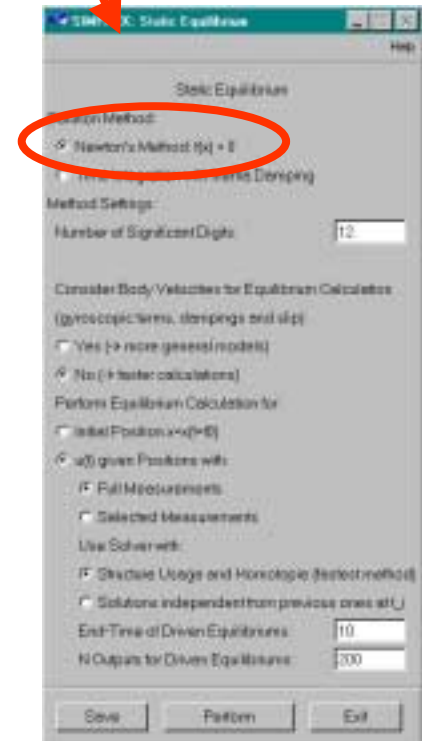 : Static Equilibrium
Help
Static Equilibrium
Method:
Newton's Method f(x) = 0
Damping
Method Settings:
Number of Significant Digits: 12.
Consider Body Velocities for Equilibrium Calculation
(gyroscopic terms, dampings and slip):
Yes (-> more general models)
No (-> faster calculations)
Perform Equilibrium Calculation for:
Initial Position x=x(t=t0)
u(t) given Positions with:
Full Measurements
Selected Measurements
Use Solver with:
Structure Usage and Homotopie (fastest method)
Solutions independent from previous ones at t_i
End-Time of Driven Equilibriums: 10.
N Outputs for Driven Equilibriums: 200
Save Perform Exit